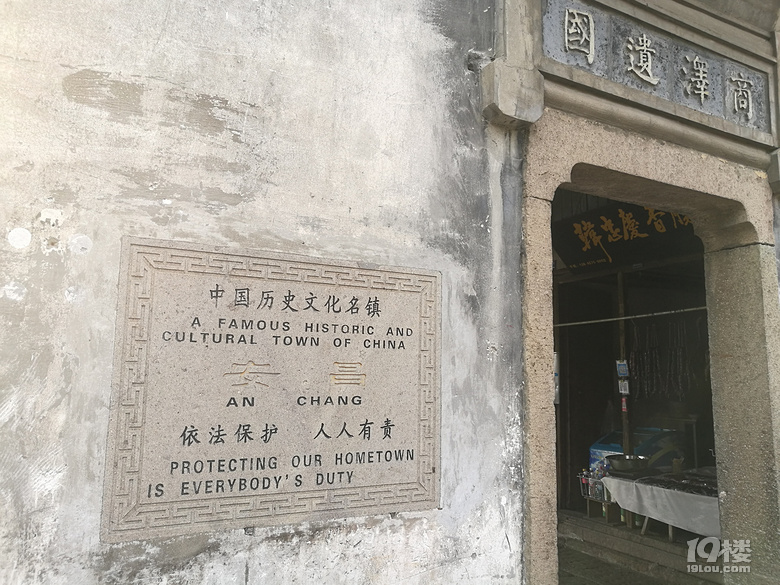 國遺澤商
中国历史文化名镇
A FAMOUS HISTORIC AND
CULTURAL TOWN OF CHINA
安 昌
AN CHANG
依法保护 人人有责
PROTECTING OUR HOMETOWN
IS EVERYBODY'S DUTY
19楼
19lou.com